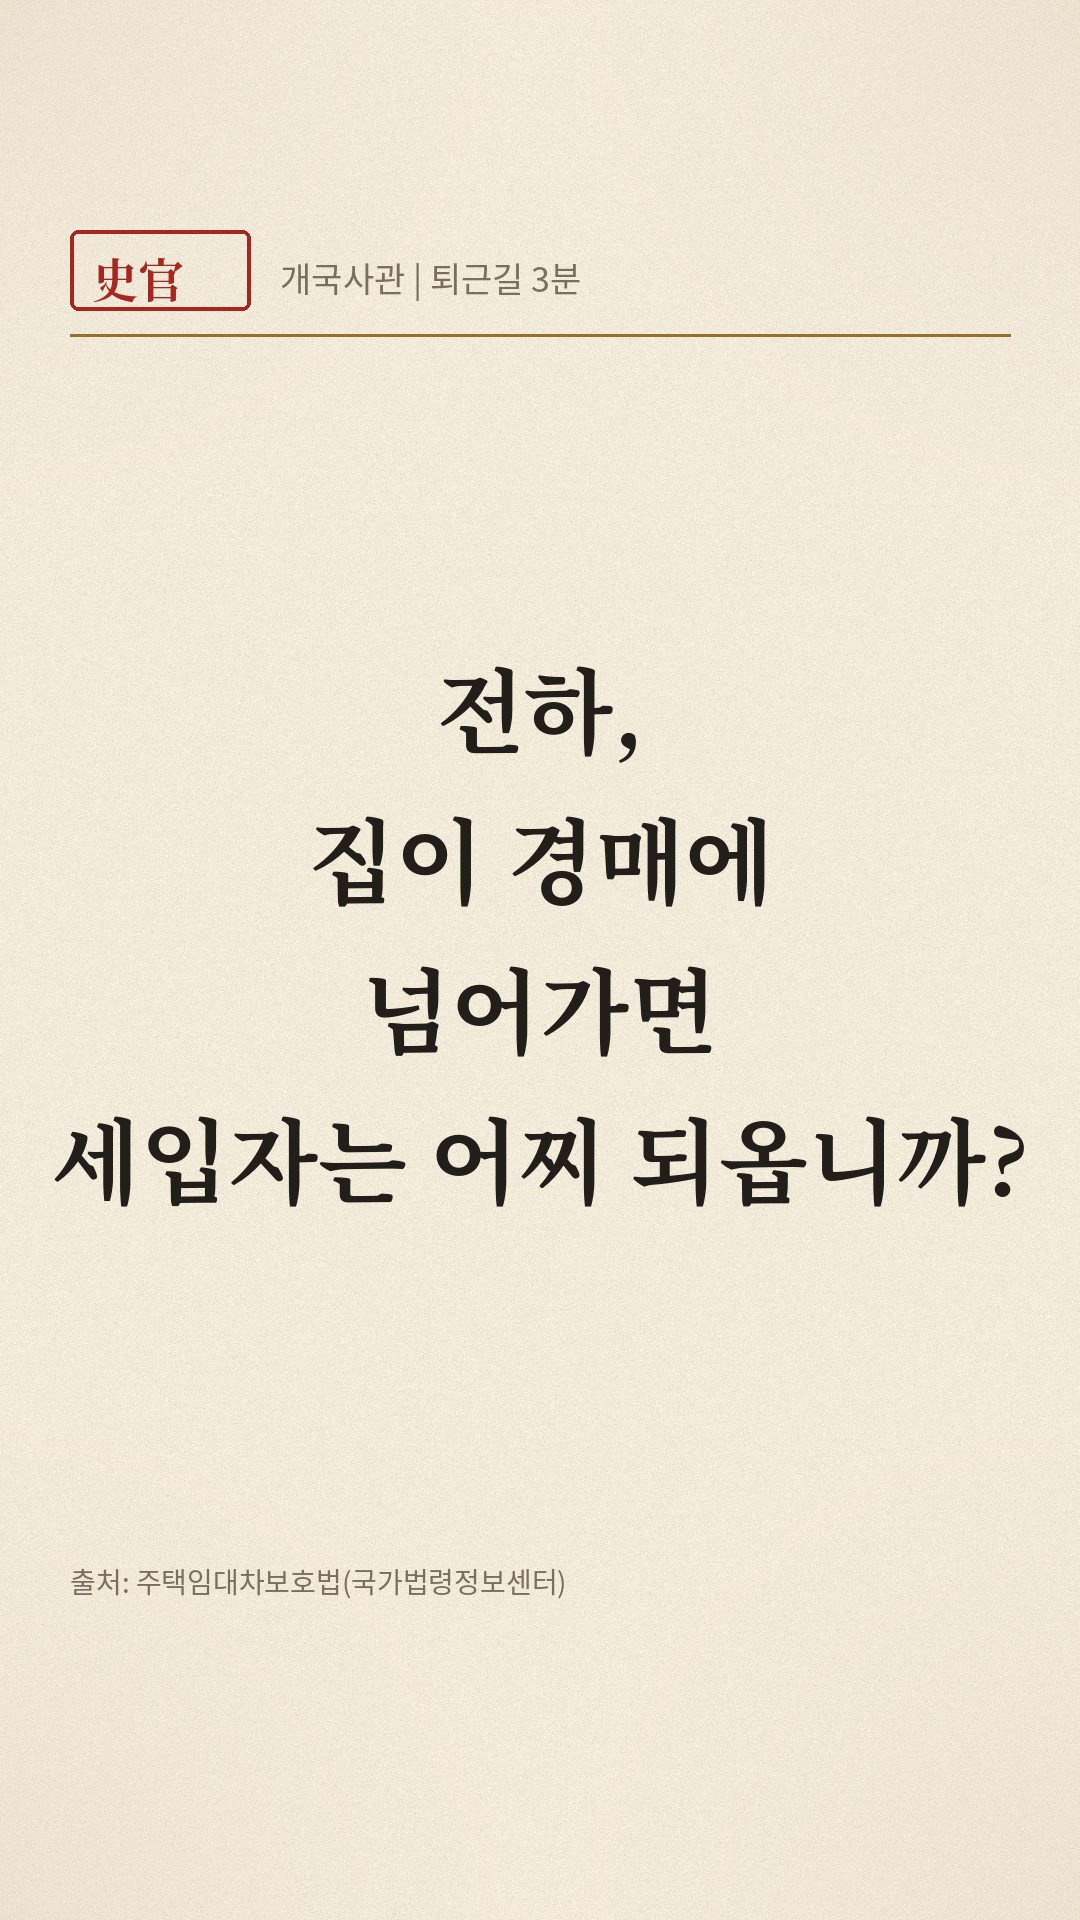 史官
개국사관 | 퇴근길 3분
전하,
집이 경매에
넘어가면
세입자는 어찌 되옵니까?
출처: 주택임대차보호법(국가법령정보센터)